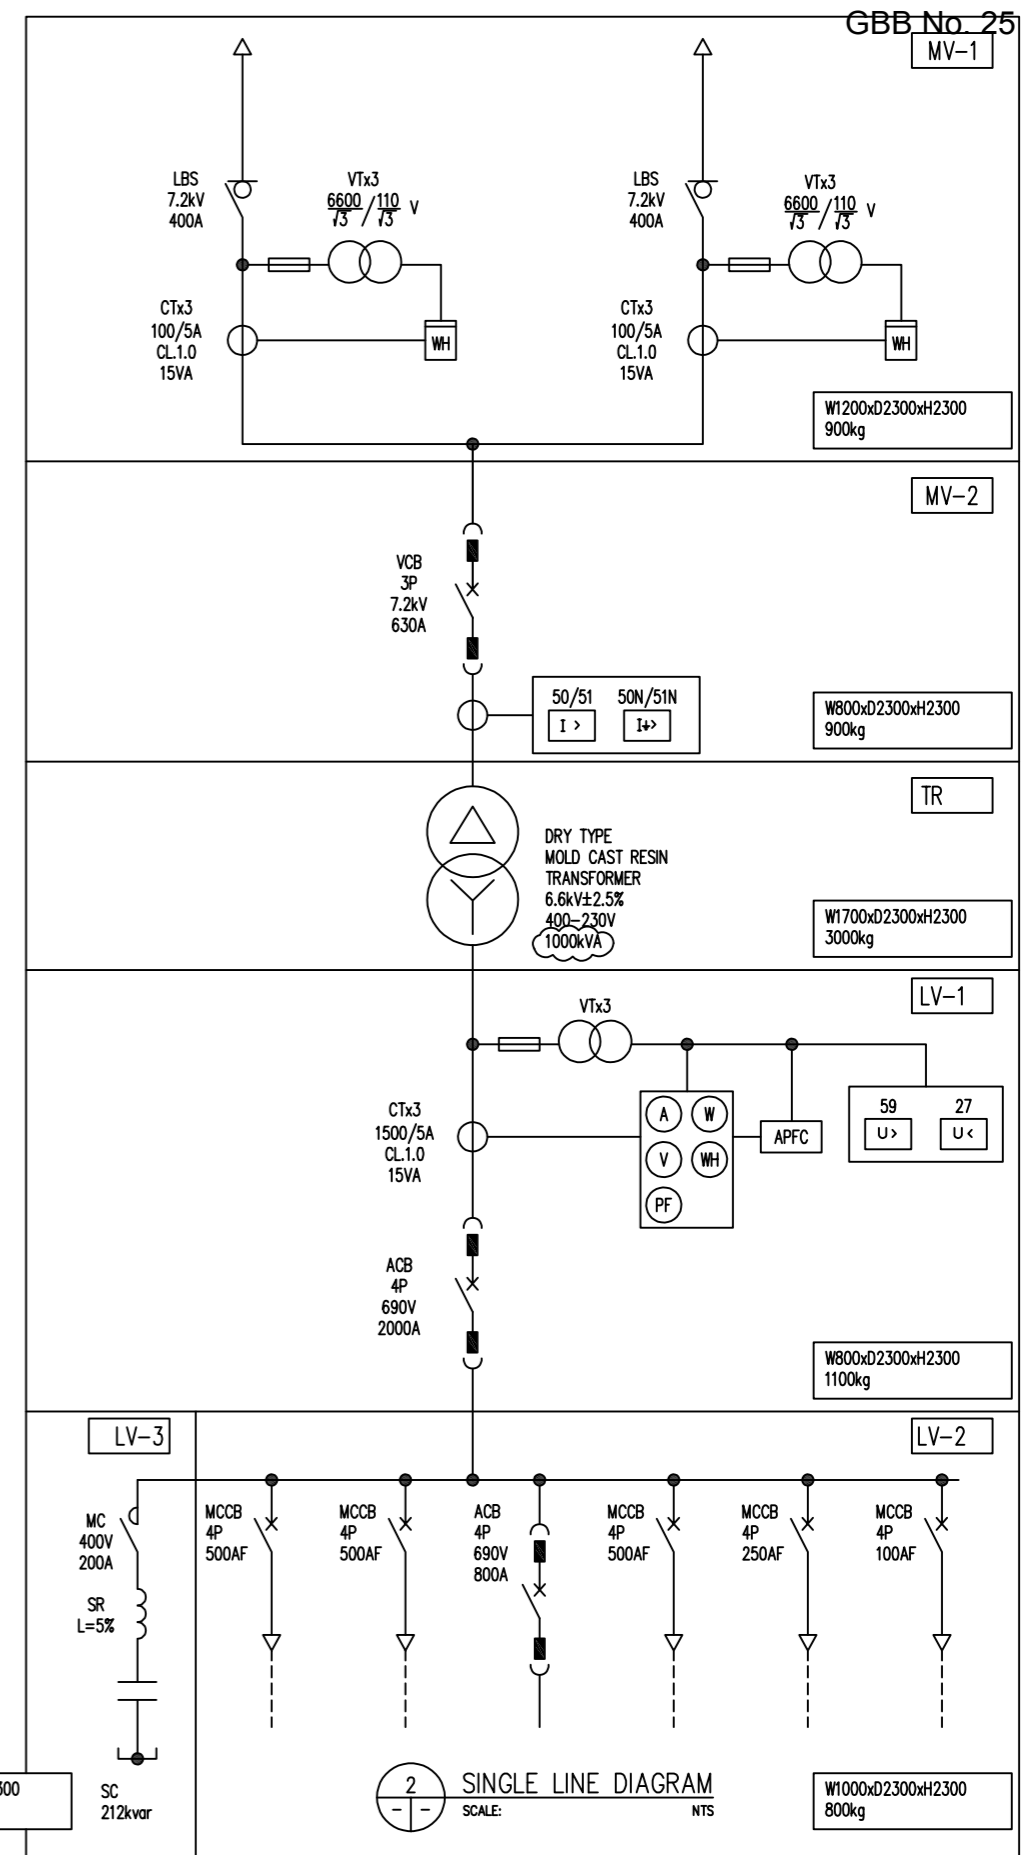 GBB No. 25
MV-1
LBS
7.2kV
400A
VTx3
6600/√3 / 110/√3 V
CTx3
100/5A
CL.1.0
15VA
WH
LBS
7.2kV
400A
VTx3
6600/√3 / 110/√3 V
CTx3
100/5A
CL.1.0
15VA
WH
W1200xD2300xH2300
900kg
MV-2
VCB
3P
7.2kV
630A
50/51
50N/51N
I >
I⏚>
W800xD2300xH2300
900kg
TR
DRY TYPE
MOLD CAST RESIN
TRANSFORMER
6.6kV±2.5%
400-230V
1000kVA
W1700xD2300xH2300
3000kg
LV-1
VTx3
CTx3
1500/5A
CL.1.0
15VA
A
W
V
WH
PF
APFC
59
27
U>
U<
ACB
4P
690V
2000A
W800xD2300xH2300
1100kg
LV-3
LV-2
MC
400V
200A
SR
L=5%
SC
212kvar
MCCB
4P
500AF
MCCB
4P
500AF
ACB
4P
690V
800A
MCCB
4P
500AF
MCCB
4P
250AF
MCCB
4P
100AF
2
- -
SINGLE LINE DIAGRAM
SCALE: NTS
300
W1000xD2300xH2300
800kg